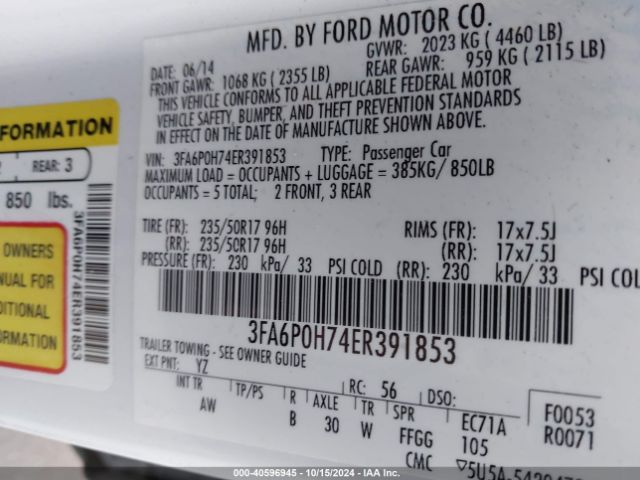 MFD. BY FORD MOTOR CO.
DATE: 06/14 GVWR: 2023 KG ( 4460 LB)
FRONT GAWR: 1068 KG ( 2355 LB) REAR GAWR: 959 KG ( 2115 LB)
THIS VEHICLE CONFORMS TO ALL APPLICABLE FEDERAL MOTOR
VEHICLE SAFETY, BUMPER, AND THEFT PREVENTION STANDARDS
IN EFFECT ON THE DATE OF MANUFACTURE SHOWN ABOVE.
VIN: 3FA6P0H74ER391853 TYPE: Passenger Car
MAXIMUM LOAD = OCCUPANTS + LUGGAGE = 385KG/ 850LB
OCCUPANTS = 5 TOTAL; 2 FRONT, 3 REAR
TIRE (FR): 235/50R17 96H RIMS (FR): 17x7.5J
(RR): 235/50R17 96H (RR): 17x7.5J
PRESSURE (FR): 230 kPa/ 33 PSI COLD (RR): 230 kPa/ 33 PSI COL
3FA6P0H74ER391853
TRAILER TOWING - SEE OWNER GUIDE
EXT PNT: YZ RC: 56 DSO:
INT TR TP/PS R AXLE TR SPR EC71A F0053
AW B 30 W FFGG 105 R0071
CMC
FORMATION
REAR: 3
850 lbs.
OWNERS
NUAL FOR
DITIONAL
ORMATION
3FA6P0H74ER391853
00-40596945 - 10/15/2024 - IAA Inc.